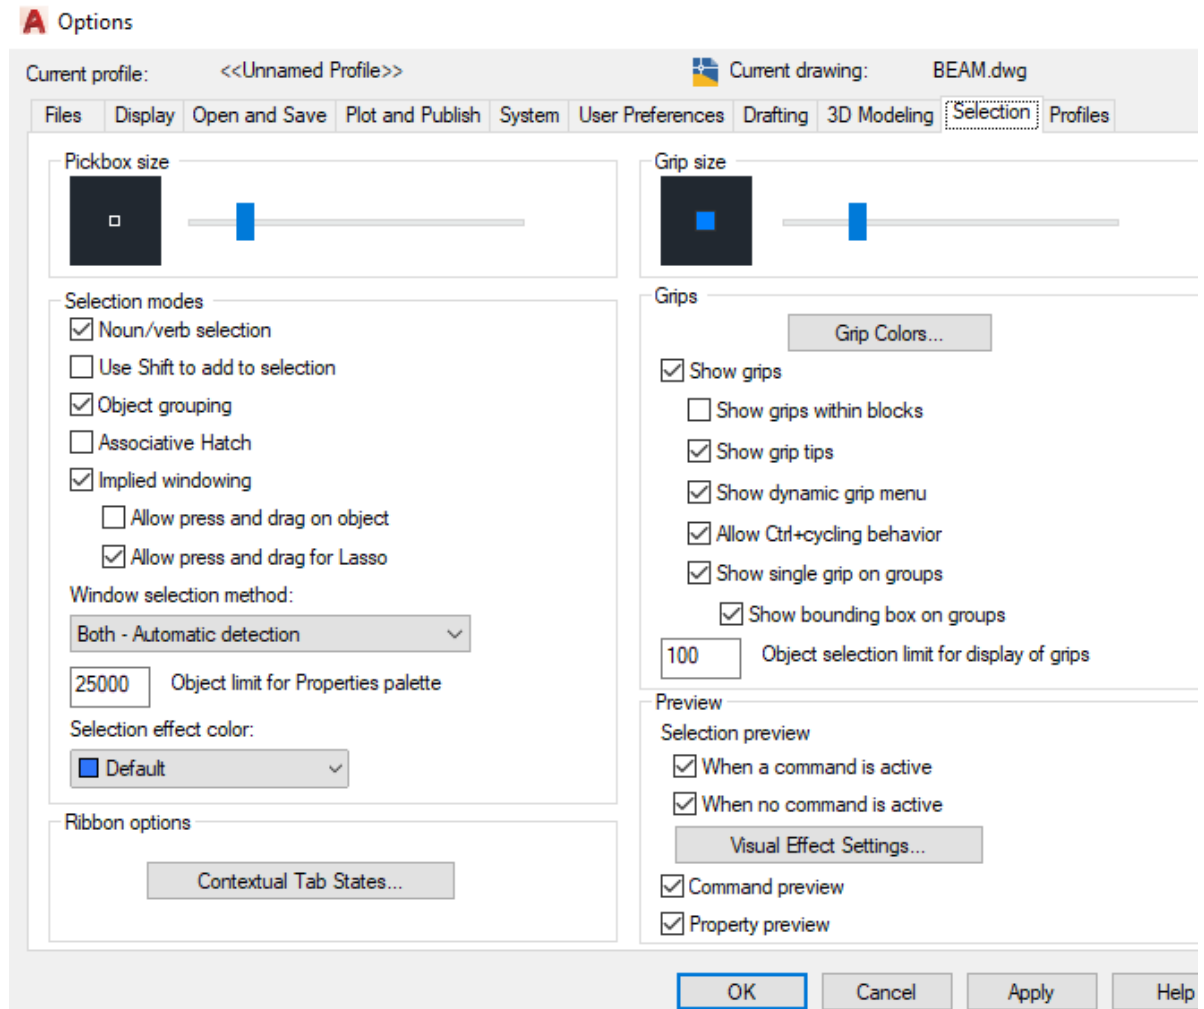 Options
Current profile: <<Unnamed Profile>> Current drawing: BEAM.dwg
Files Display Open and Save Plot and Publish System User Preferences Drafting 3D Modeling Selection Profiles
Pickbox size
Selection modes
Noun/verb selection
Use Shift to add to selection
Object grouping
Associative Hatch
Implied windowing
Allow press and drag on object
Allow press and drag for Lasso
Window selection method:
Both - Automatic detection
25000 Object limit for Properties palette
Selection effect color:
Default
Ribbon options
Contextual Tab States...
Grip size
Grips
Grip Colors...
Show grips
Show grips within blocks
Show grip tips
Show dynamic grip menu
Allow Ctrl+cycling behavior
Show single grip on groups
Show bounding box on groups
100 Object selection limit for display of grips
Preview
Selection preview
When a command is active
When no command is active
Visual Effect Settings...
Command preview
Property preview
OK Cancel Apply Help